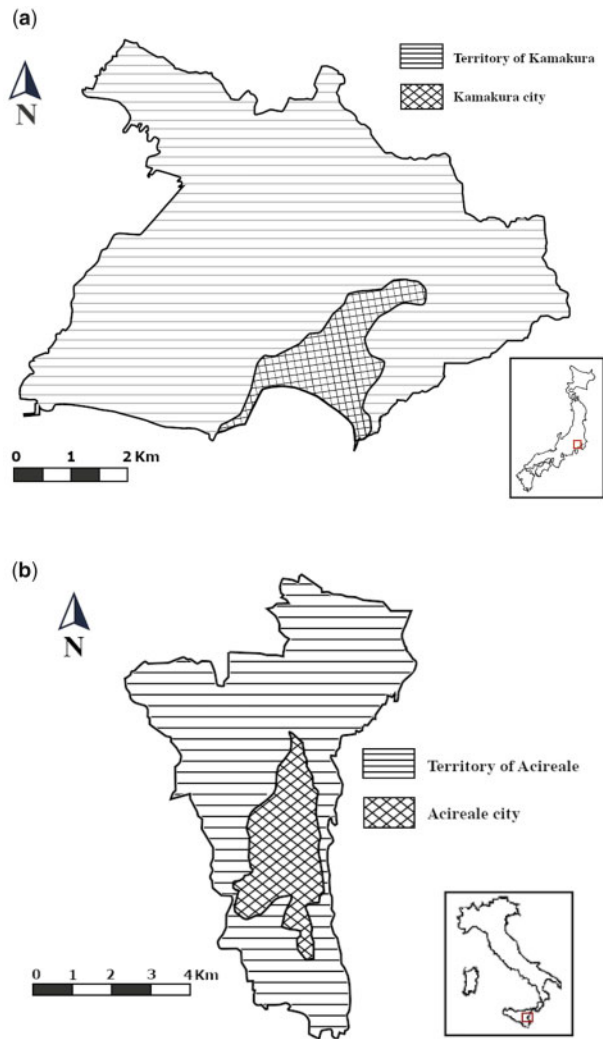 (a)
N
Territory of Kamakura
Kamakura city
0 1 2 Km
(b)
N
Territory of Acireale
Acireale city
0 1 2 3 4 Km